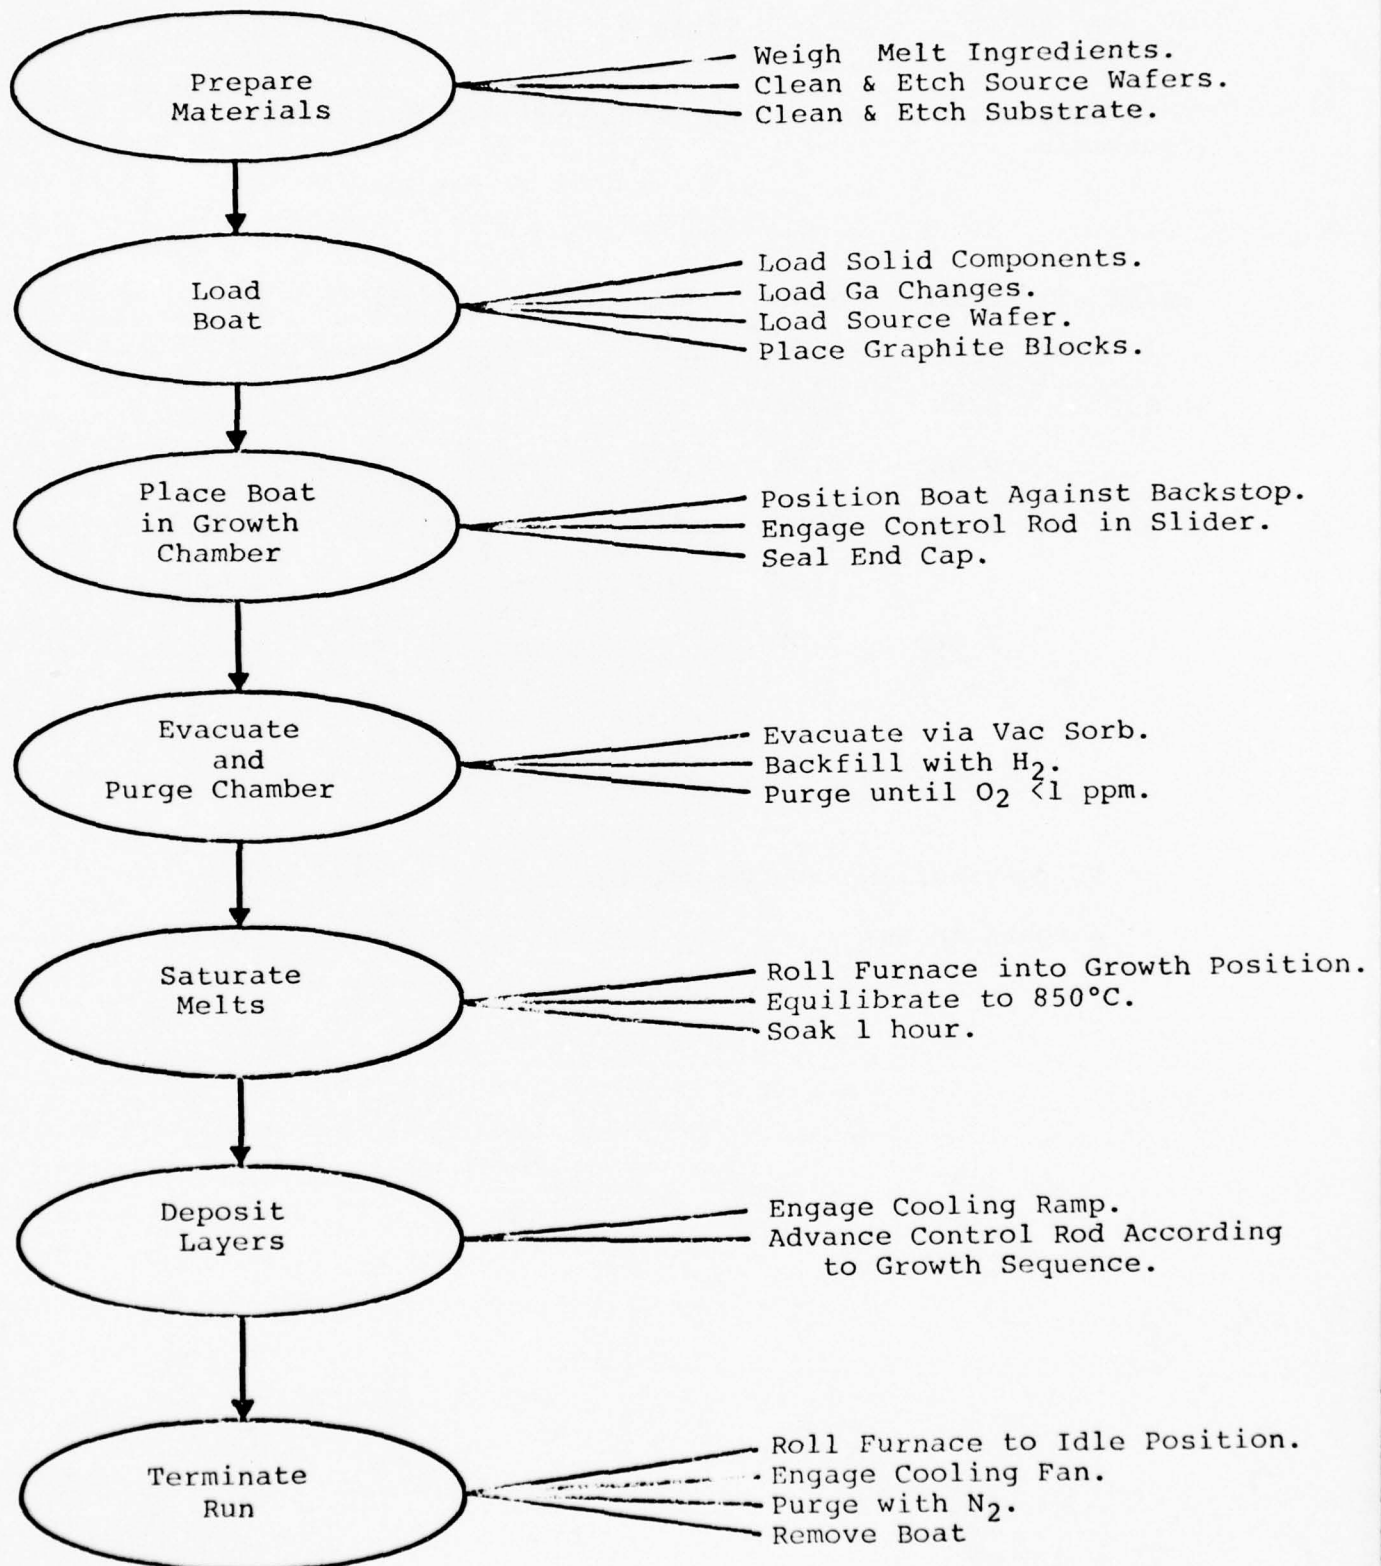 Prepare
Materials
Weigh Melt Ingredients.
Clean & Etch Source Wafers.
Clean & Etch Substrate.
Load
Boat
Load Solid Components.
Load Ga Changes.
Load Source Wafer.
Place Graphite Blocks.
Place Boat
in Growth
Chamber
Position Boat Against Backstop.
Engage Control Rod in Slider.
Seal End Cap.
Evacuate
and
Purge Chamber
Evacuate via Vac Sorb.
Backfill with H₂.
Purge until O₂ <1 ppm.
Saturate
Melts
Roll Furnace into Growth Position.
Equilibrate to 850°C.
Soak 1 hour.
Deposit
Layers
Engage Cooling Ramp.
Advance Control Rod According
to Growth Sequence.
Terminate
Run
Roll Furnace to Idle Position.
Engage Cooling Fan.
Purge with N₂.
Remove Boat